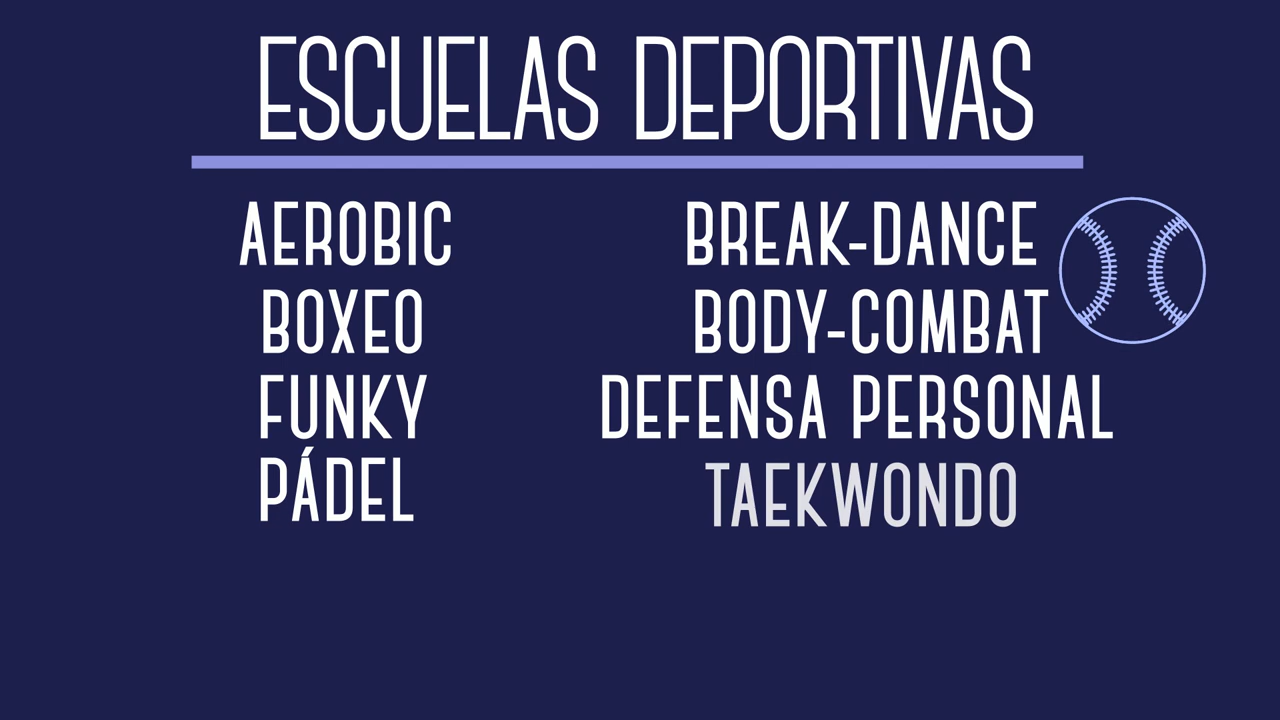 ESCUELAS DEPORTIVAS
AEROBIC
BOXEO
FUNKY
PÁDEL
BREAK-DANCE
BODY-COMBAT
DEFENSA PERSONAL
TAEKWONDO